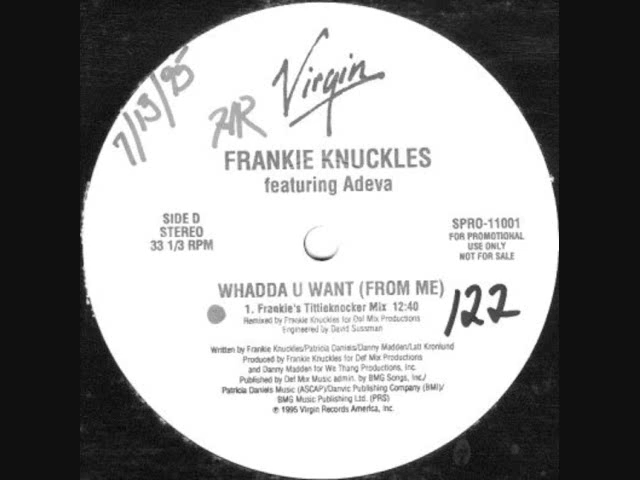 7/13/95
Virgin
FRANKIE KNUCKLES
featuring Adeva
SIDE D
STEREO
33 1/3 RPM
SPRO-11001
FOR PROMOTIONAL
USE ONLY
NOT FOR SALE
WHADDA U WANT (FROM ME)
1. Frankie's Tittieknocker Mix 12:40
Remixed by Frankie Knuckles for Def Mix Productions
Engineered by David Sussman
122
Written by Frankie Knuckles/Patricia Daniels/Danny Madden/Latt Kronlund
Produced by Frankie Knuckles for Def Mix Productions
and Danny Madden for We Thang Productions, Inc.
Published by Def Mix Music admin. by BMG Songs, Inc./
Patricia Daniels Music (ASCAP)/Danvic Publishing Company (BMI)/
BMG Music Publishing Ltd. (PRS)
℗ 1995 Virgin Records America, Inc.